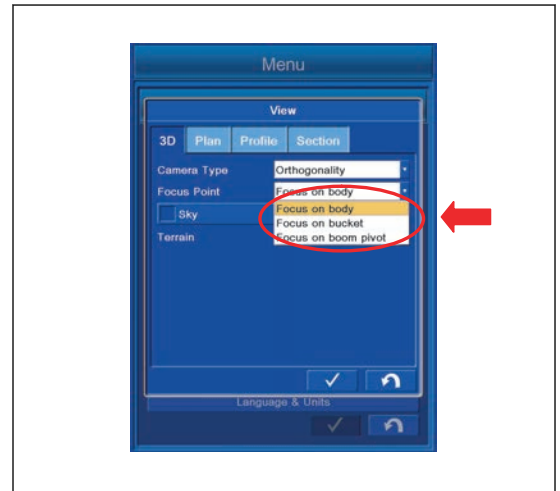 Menu
View
3D Plan Profile Section
Camera Type Orthogonality
Focus Point Focus on body
Sky Focus on body
Focus on bucket
Terrain Focus on boom pivot
Language & Units